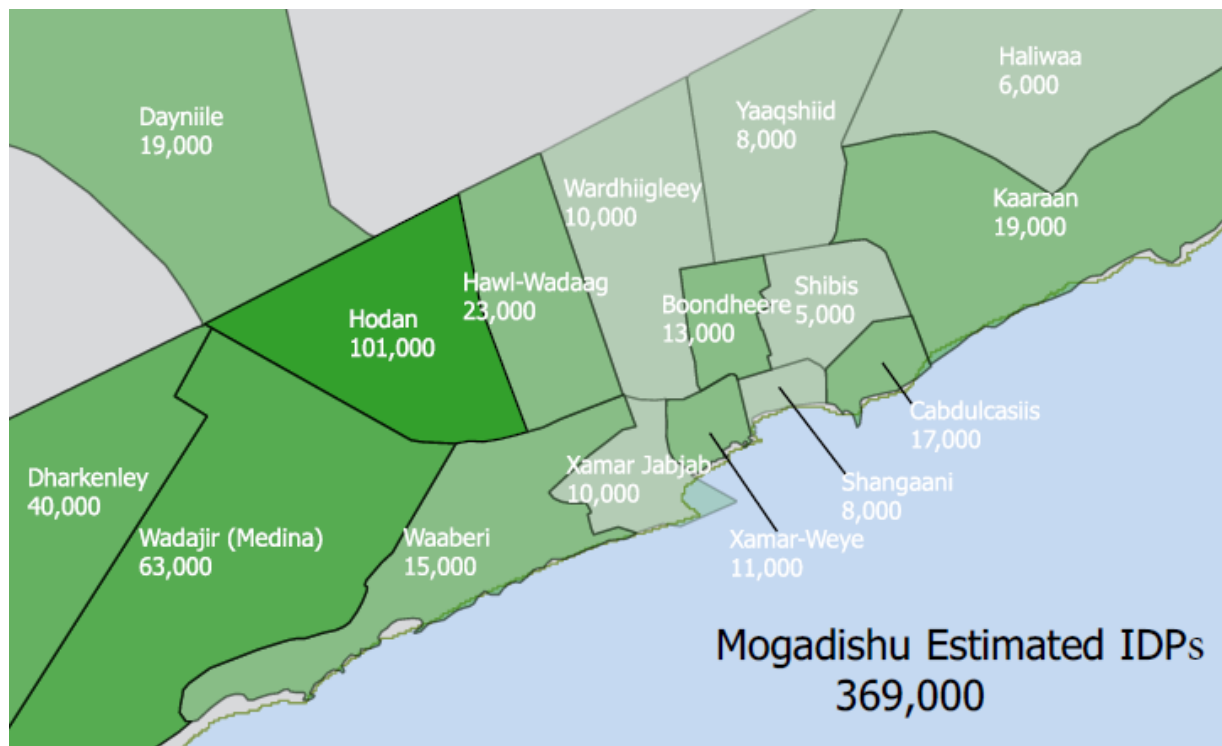 Haliwaa
6,000
Dayniile
19,000
Yaaqshiid
8,000
Wardhiigleey
10,000
Kaaraan
19,000
Hawl-Wadaag
23,000
Shibis
5,000
Boondheere
13,000
Hodan
101,000
Cabdulcasiis
17,000
Xamar Jabjab
10,000
Dharkenley
40,000
Shangaani
8,000
Wadajir (Medina)
63,000
Waaberi
15,000
Xamar-Weye
11,000
Mogadishu Estimated IDPs
369,000